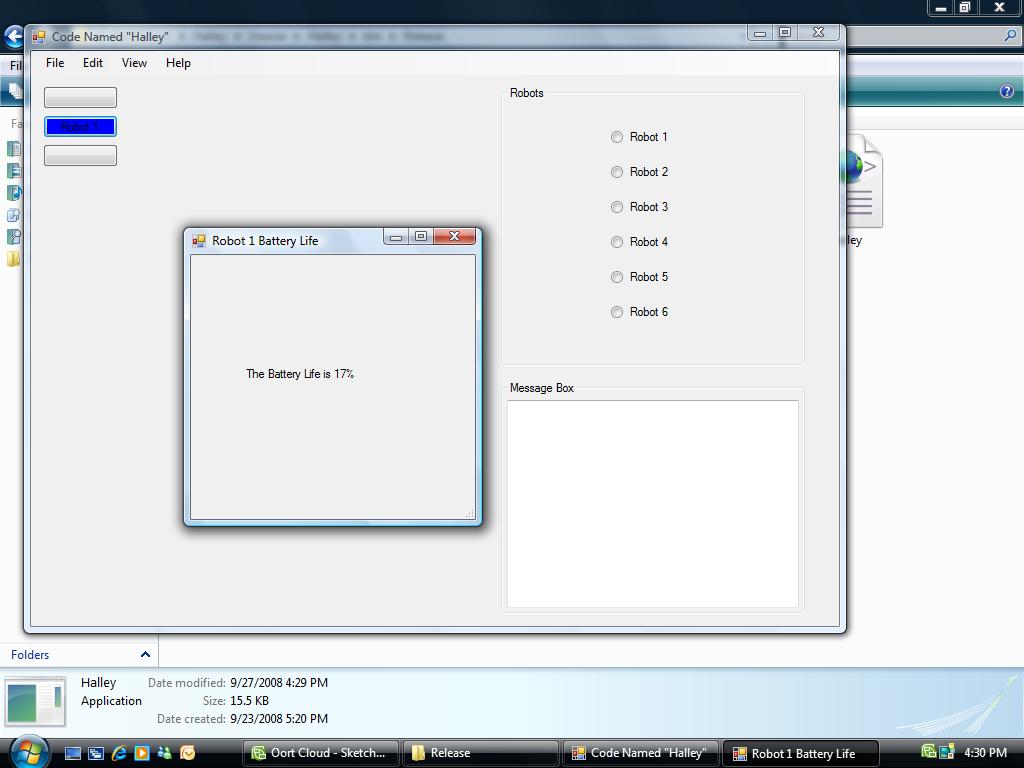 Code Named "Halley"
File Edit View Help
Robot 1
Robots
Robot 1
Robot 2
Robot 3
Robot 4
Robot 5
Robot 6
Robot 1 Battery Life
The Battery Life is 17%
Message Box
Folders
Halley
Application
Date modified: 9/27/2008 4:29 PM
Size: 15.5 KB
Date created: 9/23/2008 5:20 PM
Oort Cloud - Sketch...
Release
Code Named "Halley"
Robot 1 Battery Life
4:30 PM